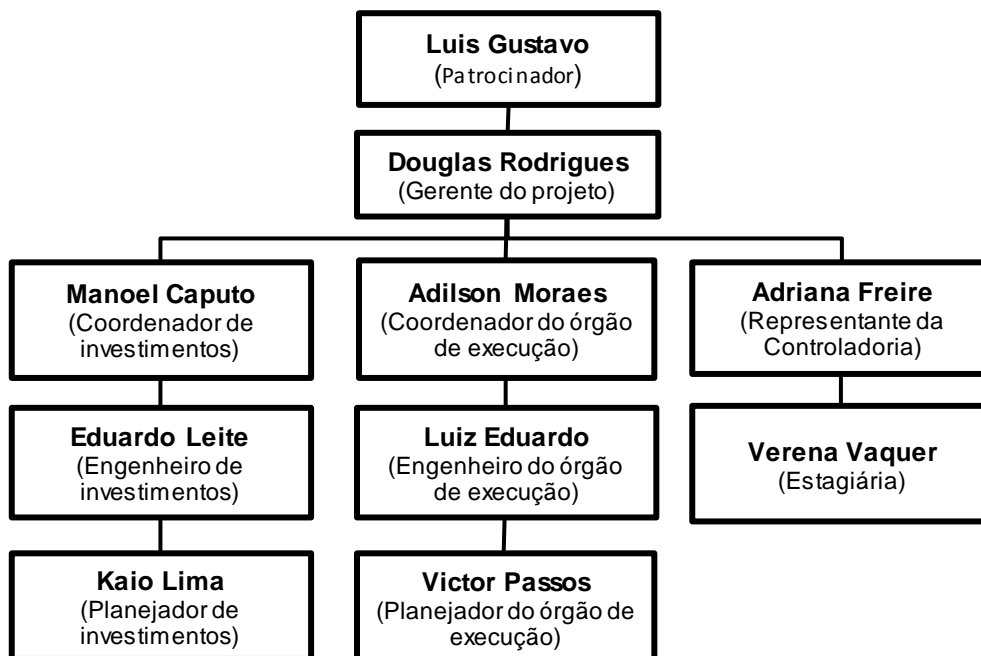 Luis Gustavo
(Patrocinador)
Douglas Rodrigues
(Gerente do projeto)
Manoel Caputo
(Coordenador de
investimentos)
Adilson Moraes
(Coordenador do órgão
de execução)
Adriana Freire
(Representante da
Controladoria)
Eduardo Leite
(Engenheiro de
investimentos)
Luiz Eduardo
(Engenheiro do órgão
de execução)
Verena Vaquer
(Estagiária)
Kaio Lima
(Planejador de
investimentos)
Victor Passos
(Planejador do órgão de
execução)